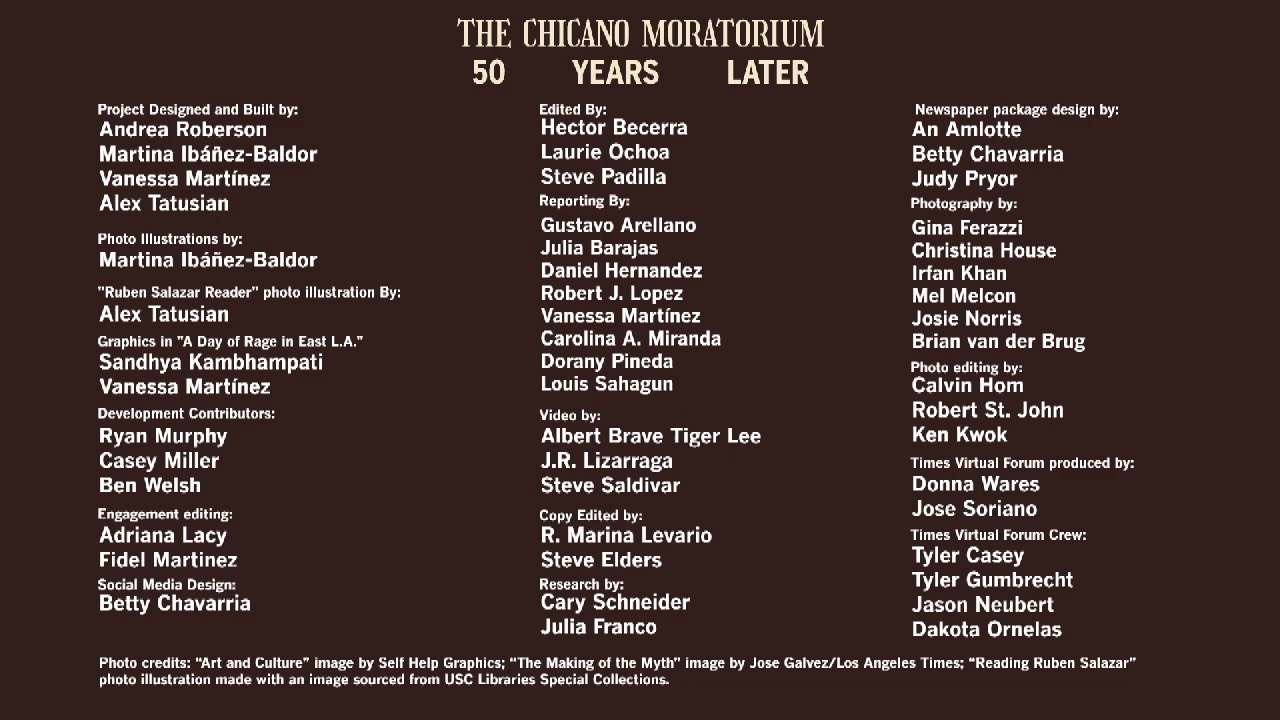 THE CHICANO MORATORIUM
50 YEARS LATER
Project Designed and Built by:
Andrea Roberson
Martina Ibáñez-Baldor
Vanessa Martínez
Alex Tatusian
Photo Illustrations by:
Martina Ibáñez-Baldor
"Ruben Salazar Reader" photo illustration By:
Alex Tatusian
Graphics in "A Day of Rage in East L.A."
Sandhya Kambhampati
Vanessa Martínez
Development Contributors:
Ryan Murphy
Casey Miller
Ben Welsh
Engagement editing:
Adriana Lacy
Fidel Martinez
Social Media Design:
Betty Chavarria
Edited By:
Hector Becerra
Laurie Ochoa
Steve Padilla
Reporting By:
Gustavo Arellano
Julia Barajas
Daniel Hernandez
Robert J. Lopez
Vanessa Martínez
Carolina A. Miranda
Dorany Pineda
Louis Sahagun
Video by:
Albert Brave Tiger Lee
J.R. Lizarraga
Steve Saldivar
Copy Edited by:
R. Marina Levario
Steve Elders
Research by:
Cary Schneider
Julia Franco
Newspaper package design by:
An Amlotte
Betty Chavarria
Judy Pryor
Photography by:
Gina Ferazzi
Christina House
Irfan Khan
Mel Melcon
Josie Norris
Brian van der Brug
Photo editing by:
Calvin Hom
Robert St. John
Ken Kwok
Times Virtual Forum produced by:
Donna Wares
Jose Soriano
Times Virtual Forum Crew:
Tyler Casey
Tyler Gumbrecht
Jason Neubert
Dakota Ornelas
Photo credits: “Art and Culture” image by Self Help Graphics; “The Making of the Myth” image by Jose Galvez/Los Angeles Times; “Reading Ruben Salazar”
photo illustration made with an image sourced from USC Libraries Special Collections.